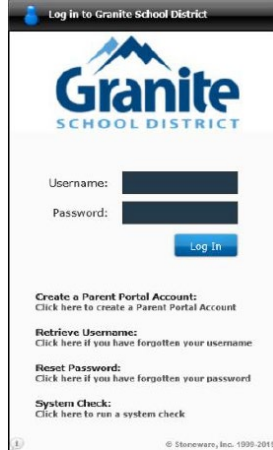 Log in to Granite School District
Granite
SCHOOL DISTRICT
Username:
Password:
Log In
Create a Parent Portal Account:
Click here to create a Parent Portal Account
Retrieve Username:
Click here if you have forgotten your username
Reset Password:
Click here if you have forgotten your password
System Check:
Click here to run a system check
© Stoneware, Inc. 1999-2015